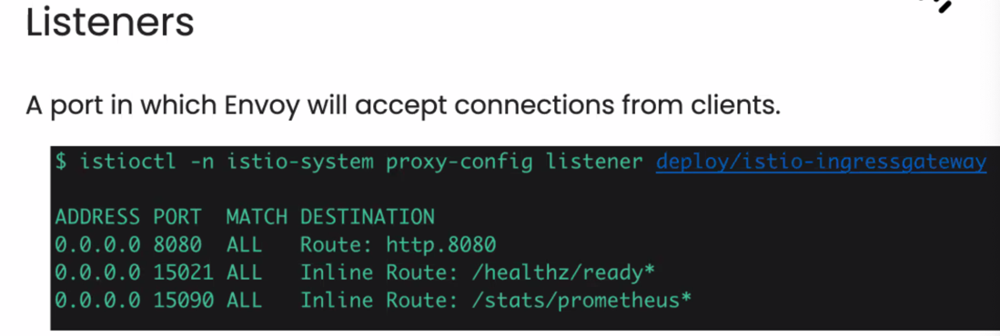 Listeners
A port in which Envoy will accept connections from clients.
$ istioctl -n istio-system proxy-config listener deploy/istio-ingressgateway
ADDRESS PORT  MATCH DESTINATION
0.0.0.0 8080  ALL   Route: http.8080
0.0.0.0 15021 ALL   Inline Route: /healthz/ready*
0.0.0.0 15090 ALL   Inline Route: /stats/prometheus*